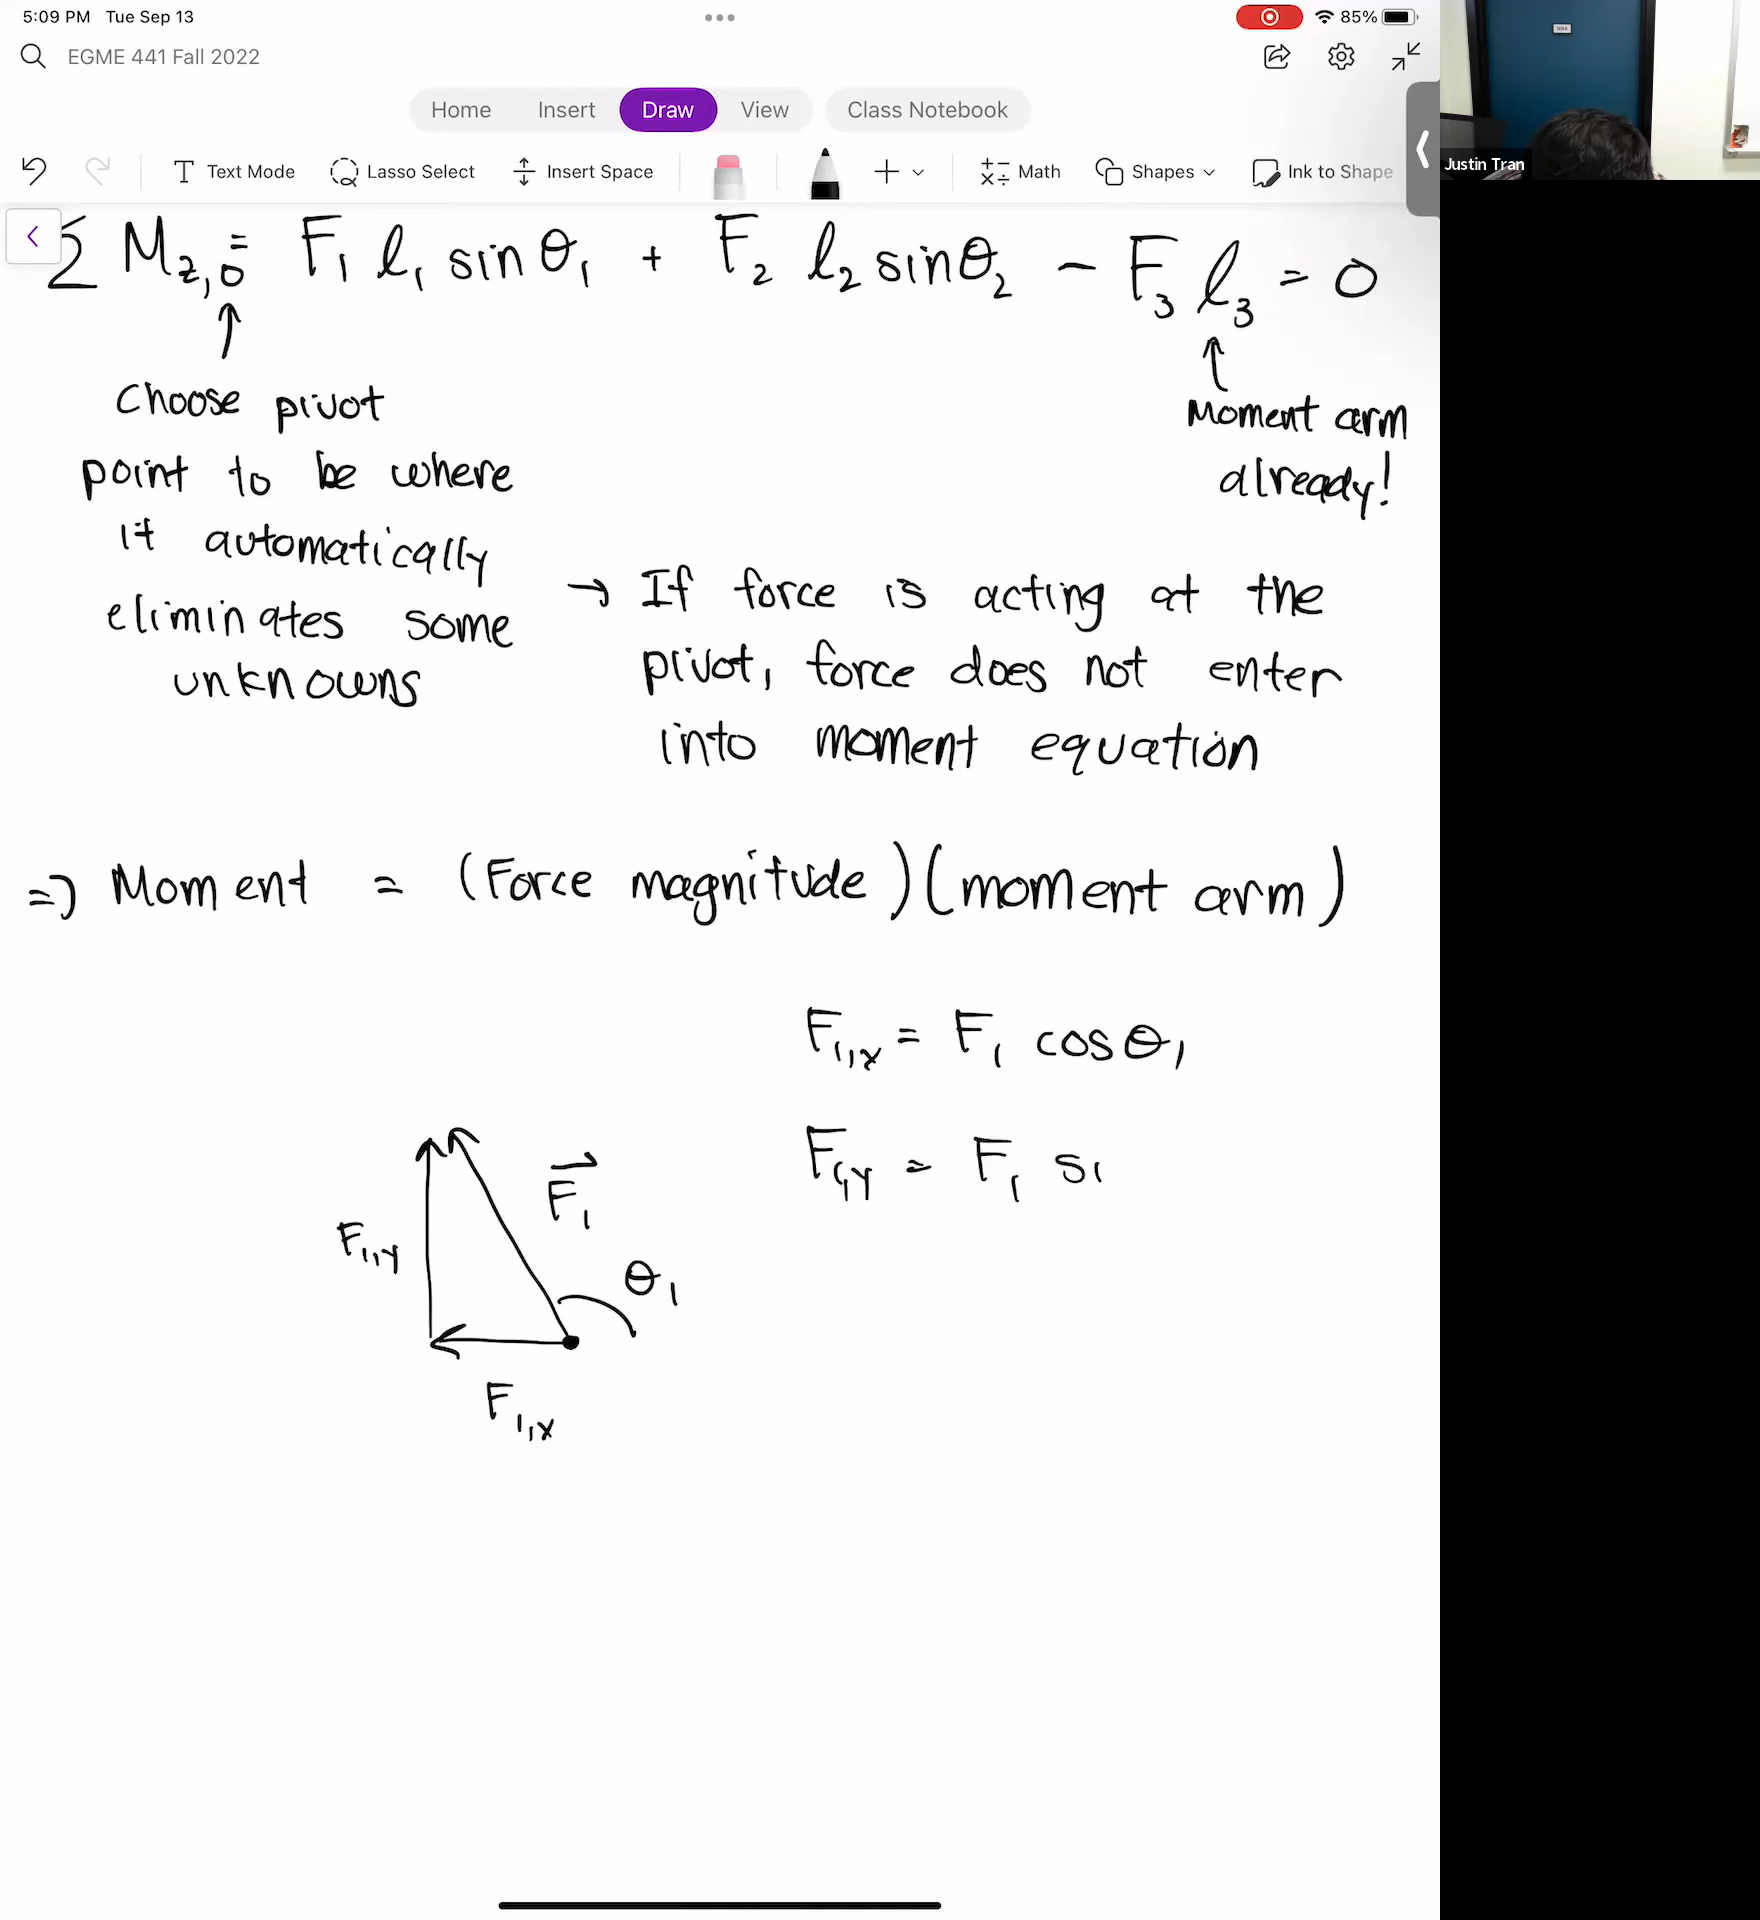 5:09 PM Tue Sep 13
85%
EGME 441 Fall 2022
Home Insert Draw View Class Notebook
Text Mode Lasso Select Insert Space Math Shapes Ink to Shape
Justin Tran
Σ M_z,0 = F₁ l₁ sin θ₁ + F₂ l₂ sin θ₂ - F₃ l₃ = 0
↑
↑
Choose pivot
point to be where
it automatically
eliminates some
unknowns
Moment arm
already!
→ If force is acting at the
pivot, force does not enter
into moment equation
=> Moment = (Force magnitude)(moment arm)
F₁,x = F₁ cos θ₁
F₁,y = F₁ si
F₁
F₁,y
θ₁
F₁,x